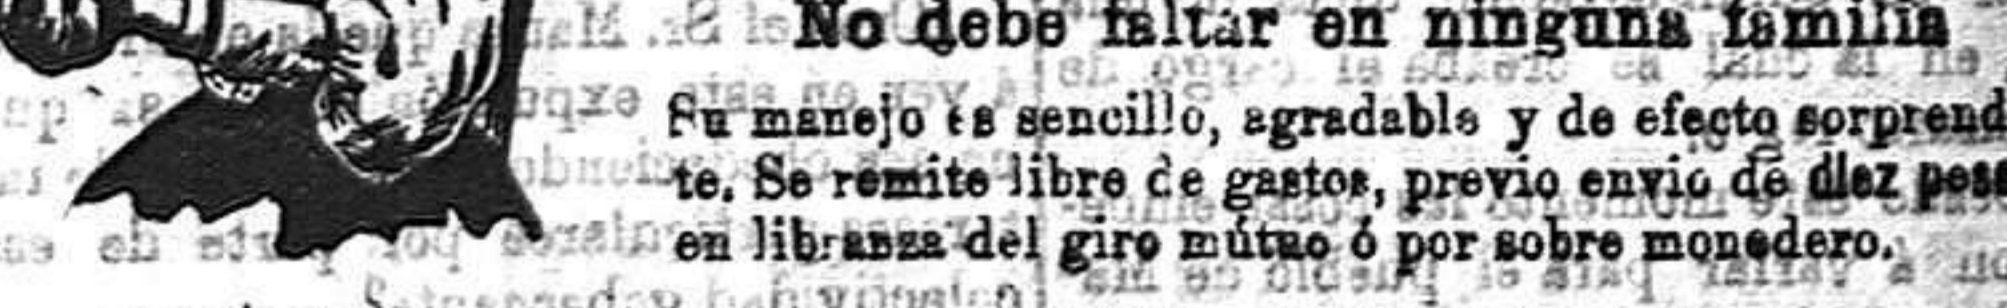 No debe faltar en ninguna familia
Su manejo es sencillo, agradable y de efecto sorprend
te. Se remite libre de gastos, previo envio de diez pese
en libranza del giro mútuo ó por sobre monedero.